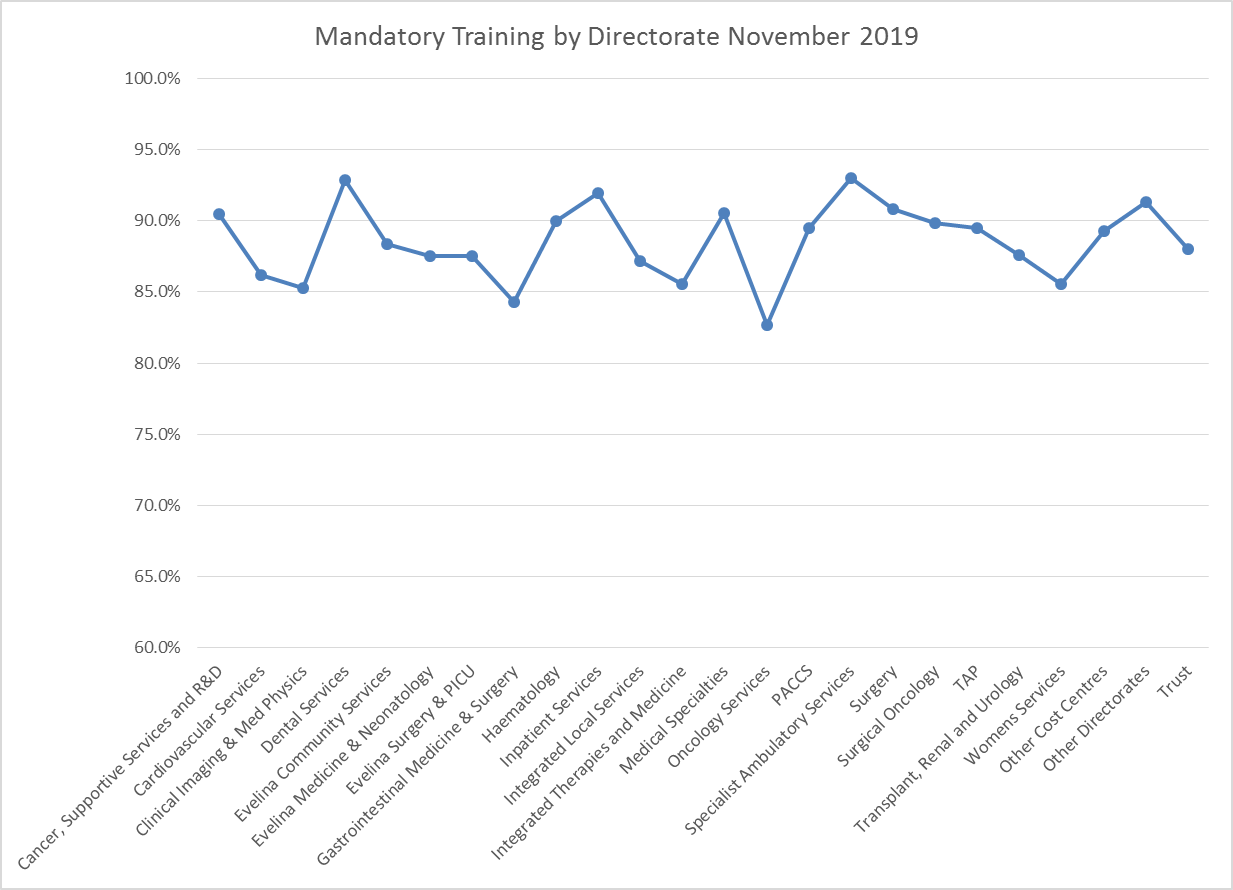 Mandatory Training by Directorate November 2019
100.0%
95.0%
90.0%
85.0%
80.0%
75.0%
70.0%
65.0%
60.0%
Cancer, Supportive Services and R&D
Cardiovascular Services
Clinical Imaging & Med Physics
Dental Services
Evelina Community Services
Evelina Medicine & Neonatology
Evelina Surgery & PICU
Gastrointestinal Medicine & Surgery
Haematology
Inpatient Services
Integrated Local Services
Integrated Therapies and Medicine
Medical Specialties
Oncology Services
PACCS
Specialist Ambulatory Services
Surgery
Surgical Oncology
TAP
Transplant, Renal and Urology
Womens Services
Other Cost Centres
Other Directorates
Trust